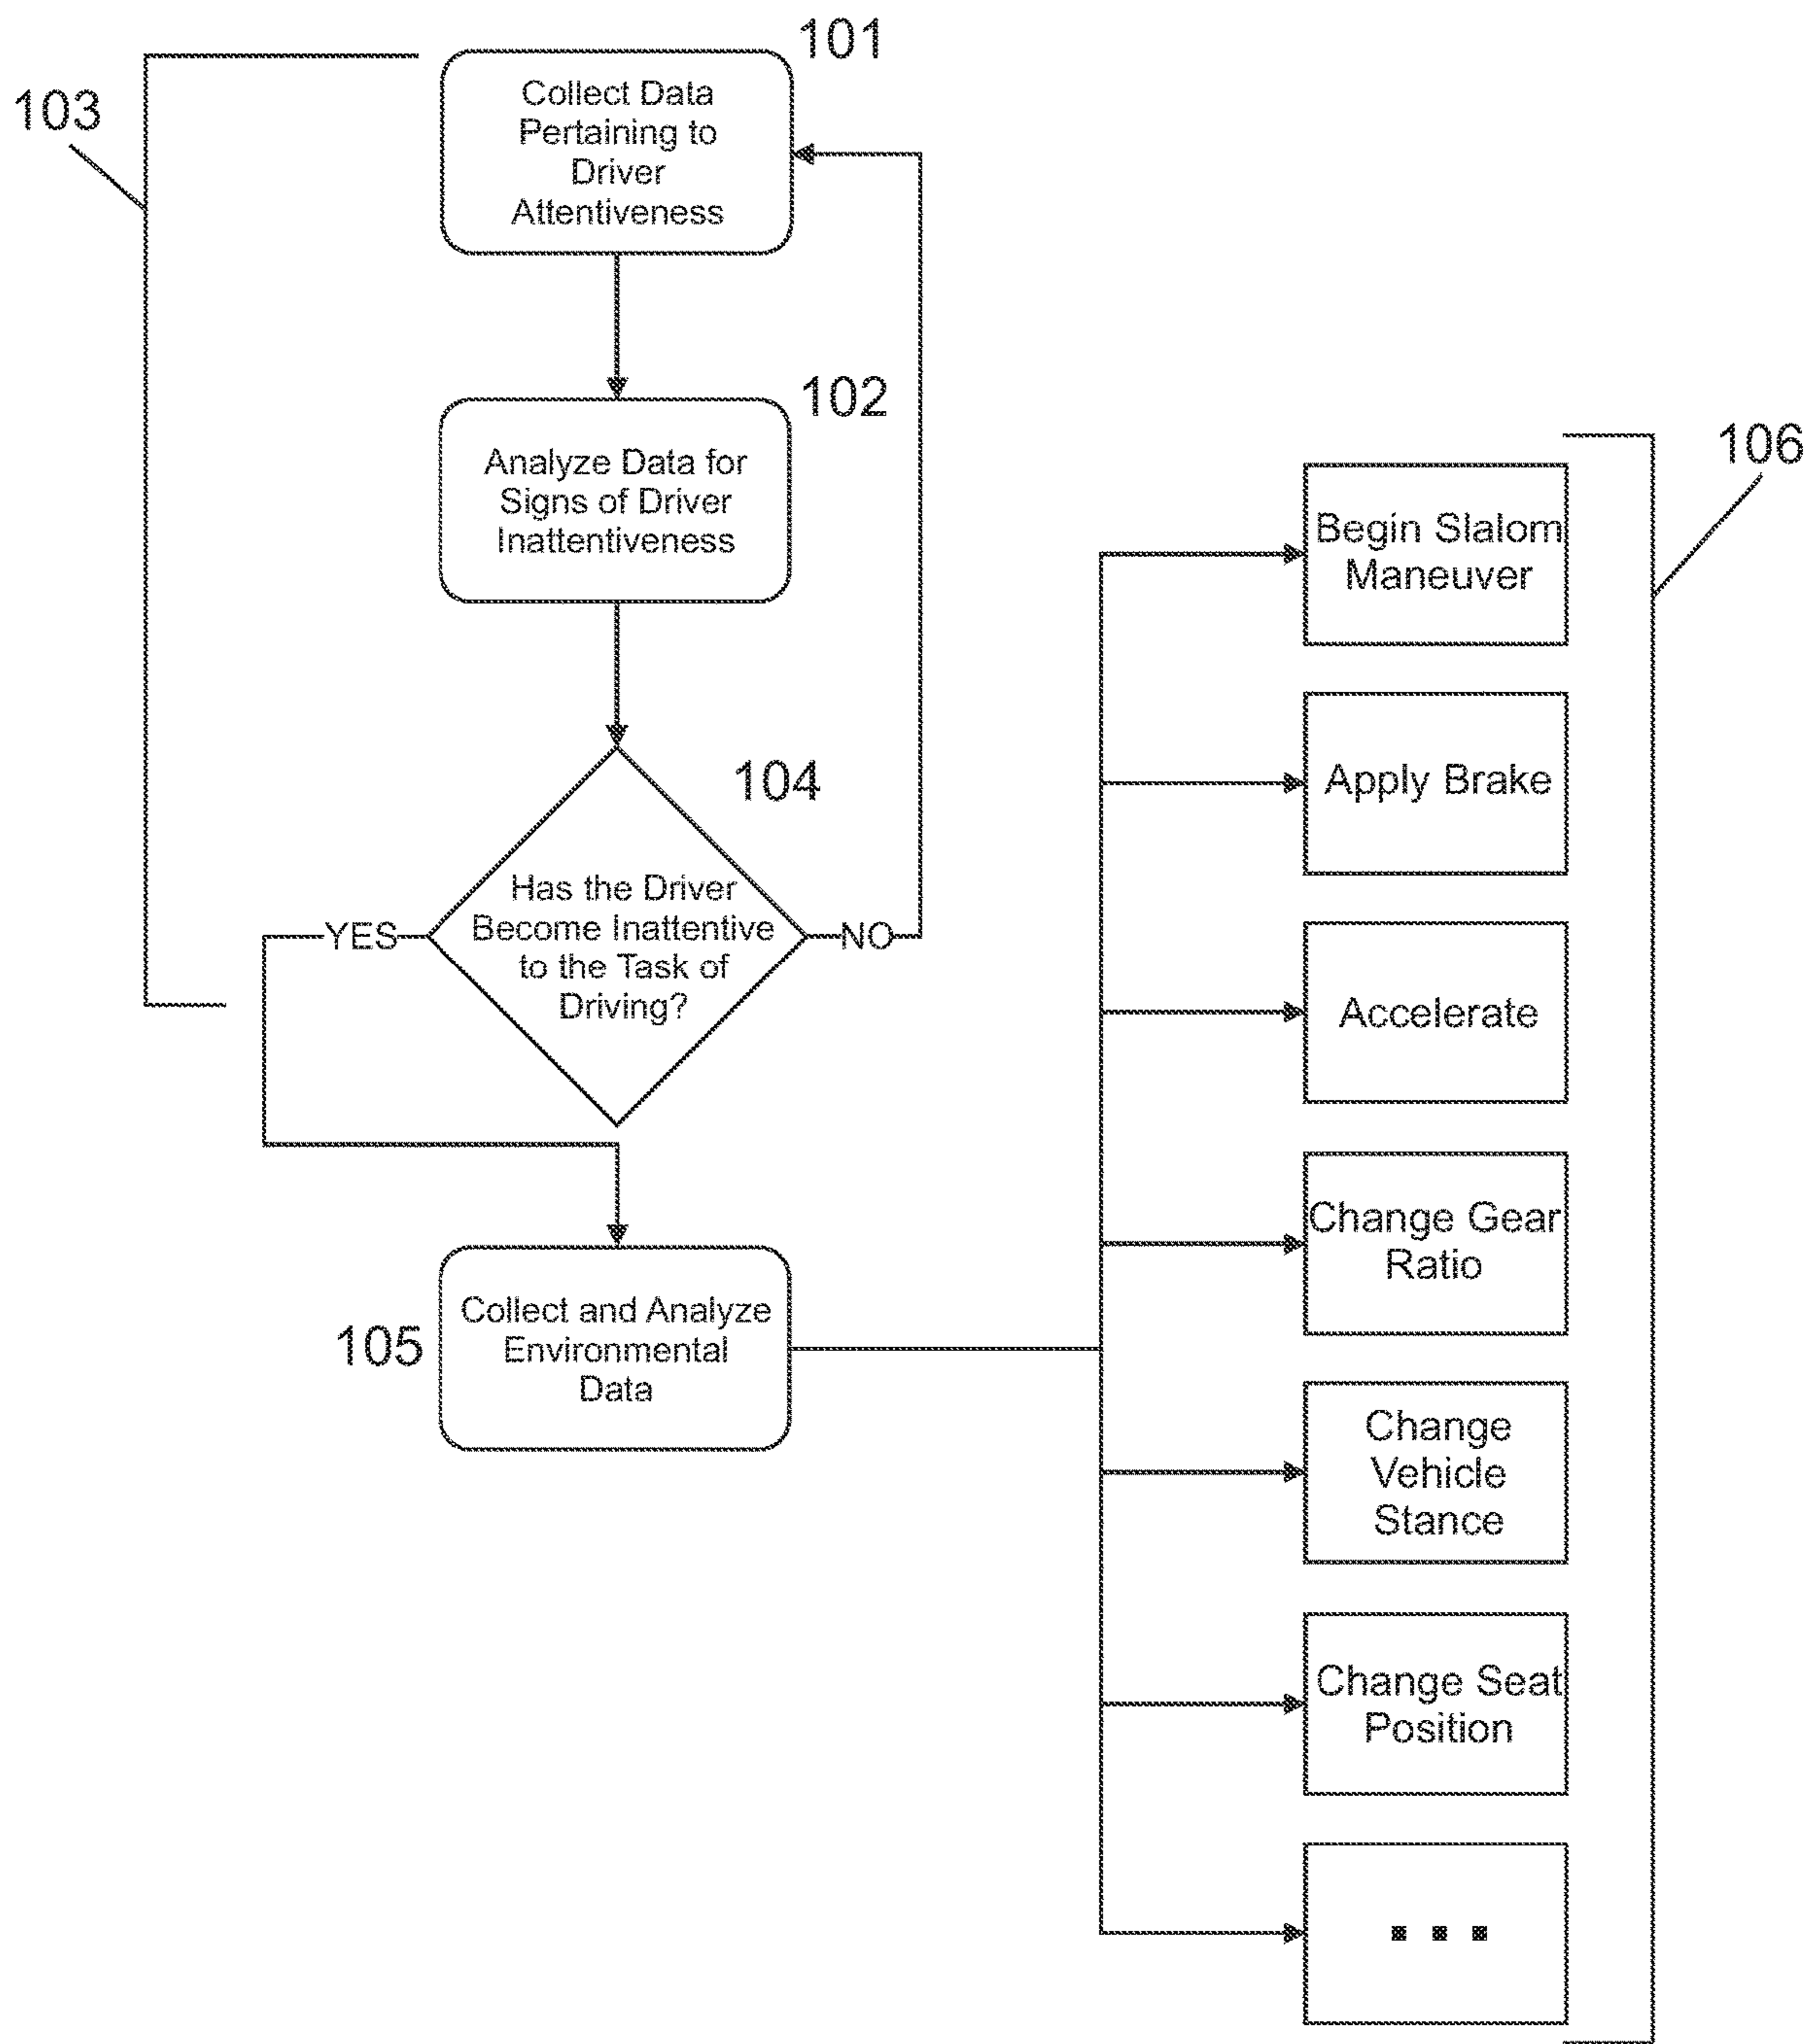 101
Collect Data
Pertaining to
Driver
Attentiveness
103
102
Analyze Data for
Signs of Driver
Inattentiveness
104
Has the Driver
Become Inattentive
to the Task of
Driving?
YES
NO
105
Collect and Analyze
Environmental
Data
106
Begin Slalom
Maneuver
Apply Brake
Accelerate
Change Gear
Ratio
Change
Vehicle
Stance
Change Seat
Position
...